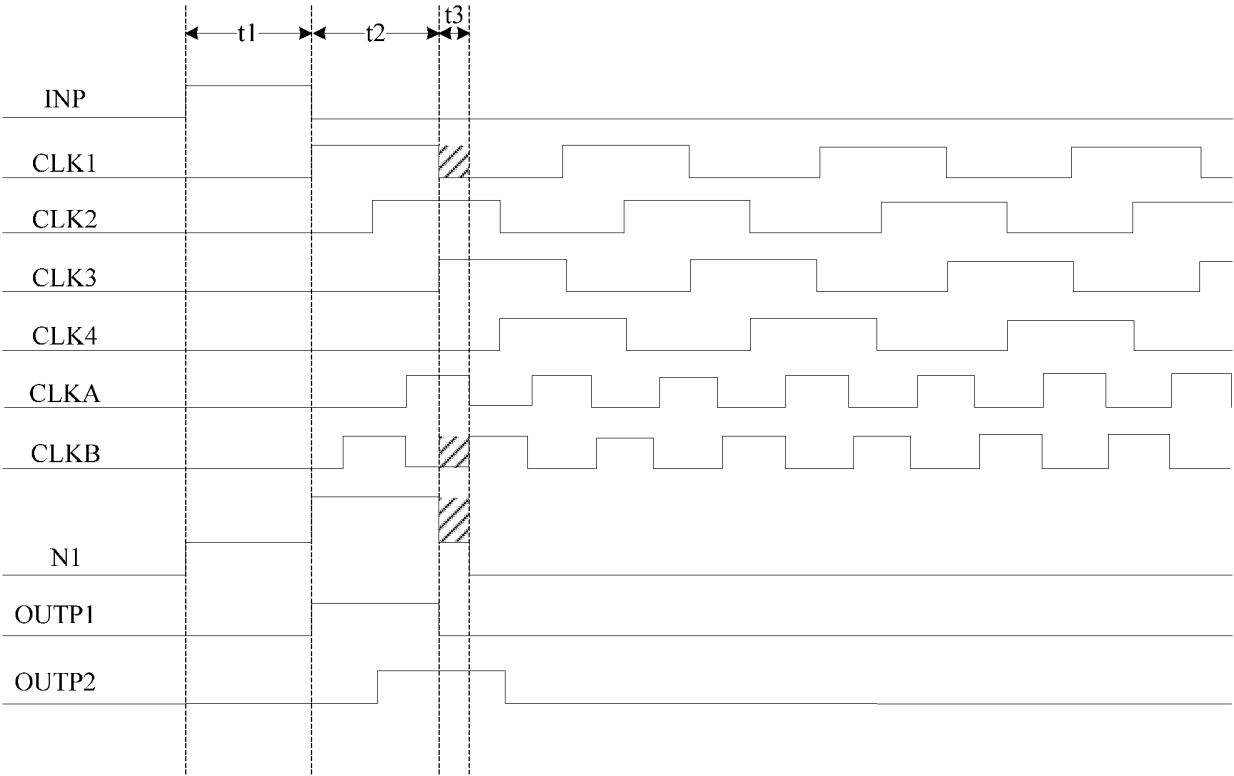 t1 t2 t3
INP
CLK1
CLK2
CLK3
CLK4
CLKA
CLKB
N1
OUTP1
OUTP2